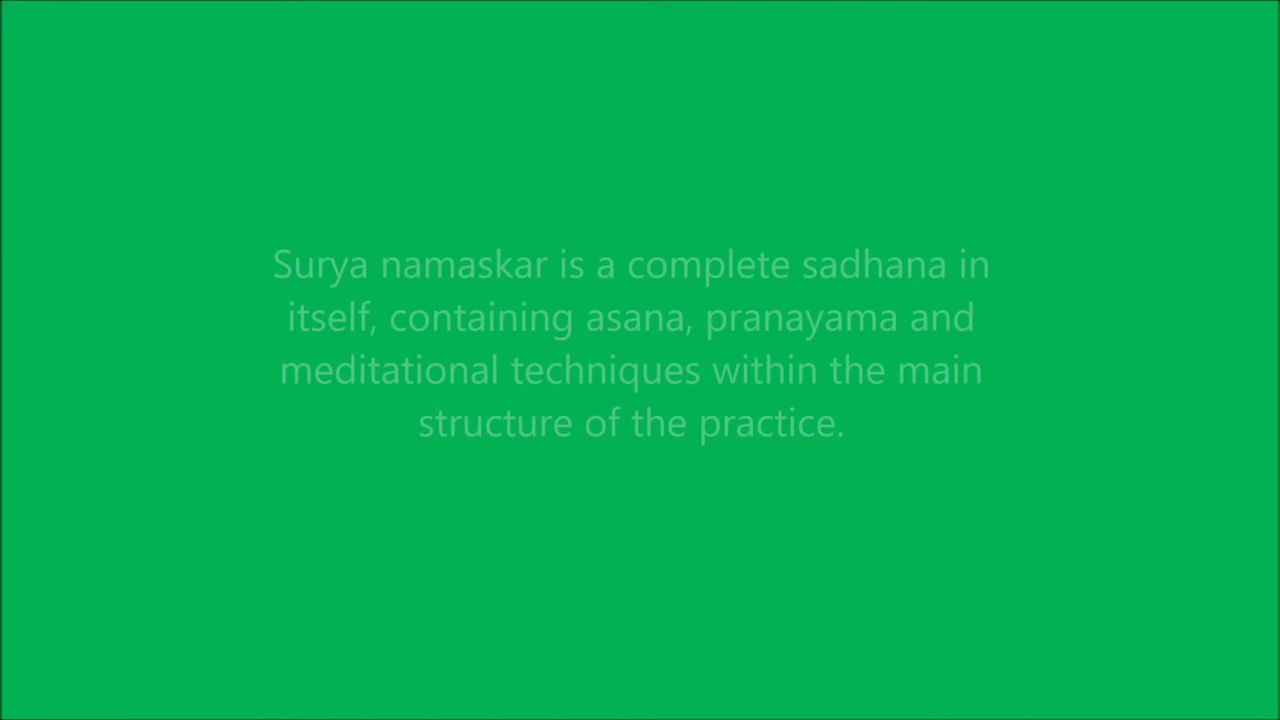 Surya namaskar is a complete sadhana in
itself, containing asana, pranayama and
meditational techniques within the main
structure of the practice.